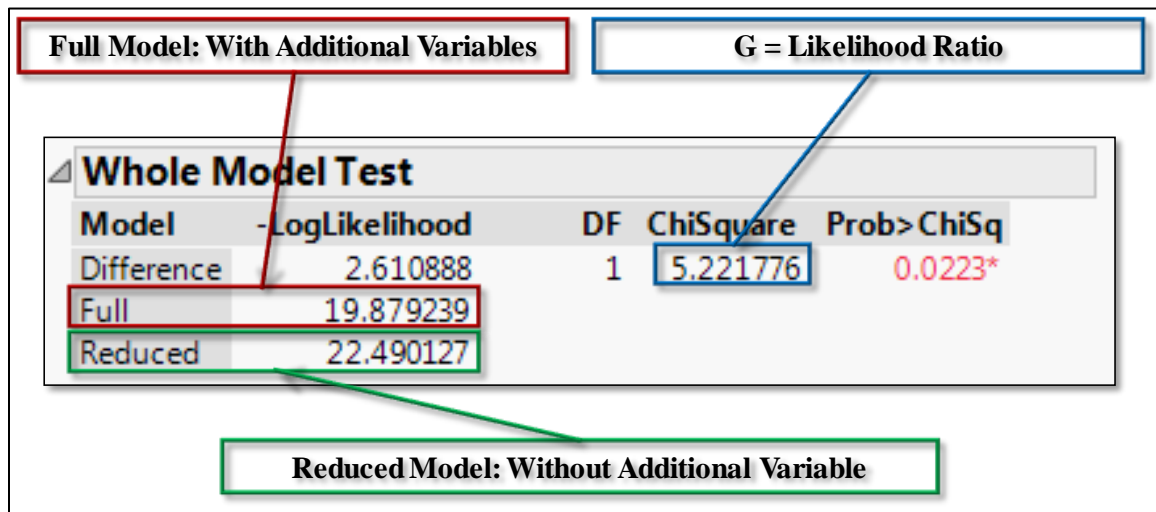 Full Model: With Additional Variables
G = Likelihood Ratio
Whole Model Test
Model -LogLikelihood DF ChiSquare Prob>ChiSq
Difference 2.610888 1 5.221776 0.0223*
Full 19.879239
Reduced 22.490127
Reduced Model: Without Additional Variable